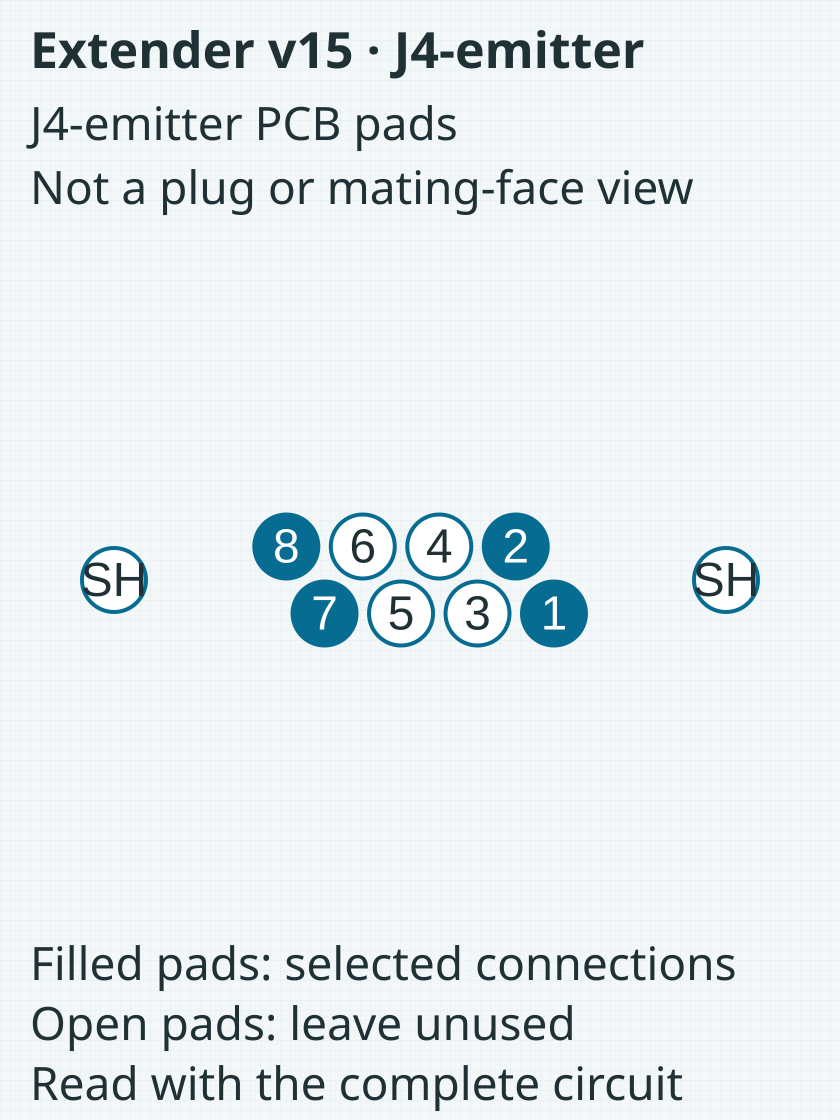 Extender v15 · J4-emitter
J4-emitter PCB pads
Not a plug or mating-face view
8 6 4 2
SH SH
7 5 3 1
Filled pads: selected connections
Open pads: leave unused
Read with the complete circuit